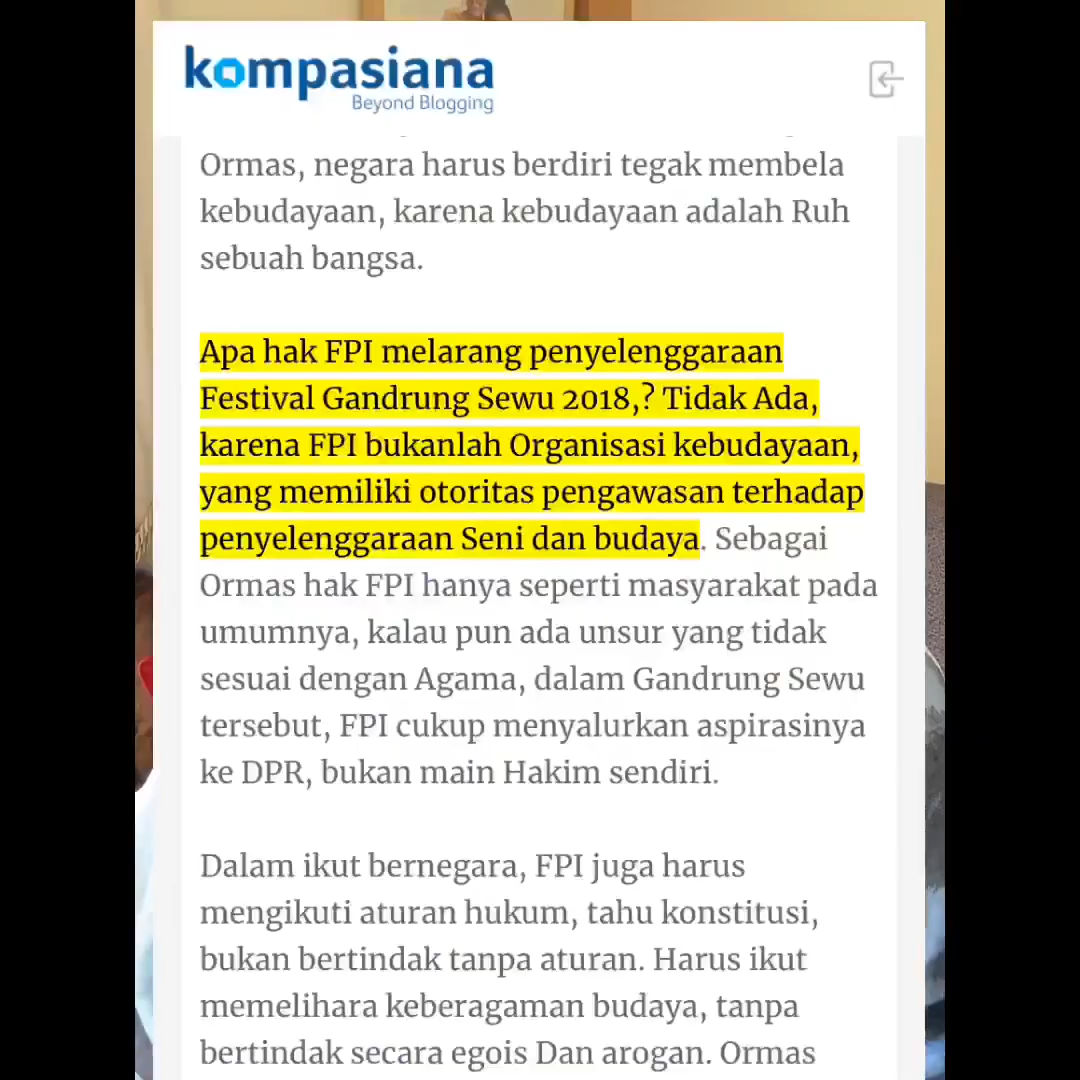 kompasiana
Beyond Blogging
Ormas, negara harus berdiri tegak membela
kebudayaan, karena kebudayaan adalah Ruh
sebuah bangsa.
Apa hak FPI melarang penyelenggaraan
Festival Gandrung Sewu 2018,? Tidak Ada,
karena FPI bukanlah Organisasi kebudayaan,
yang memiliki otoritas pengawasan terhadap
penyelenggaraan Seni dan budaya. Sebagai
Ormas hak FPI hanya seperti masyarakat pada
umumnya, kalau pun ada unsur yang tidak
sesuai dengan Agama, dalam Gandrung Sewu
tersebut, FPI cukup menyalurkan aspirasinya
ke DPR, bukan main Hakim sendiri.
Dalam ikut bernegara, FPI juga harus
mengikuti aturan hukum, tahu konstitusi,
bukan bertindak tanpa aturan. Harus ikut
memelihara keberagaman budaya, tanpa
bertindak secara egois Dan arogan. Ormas